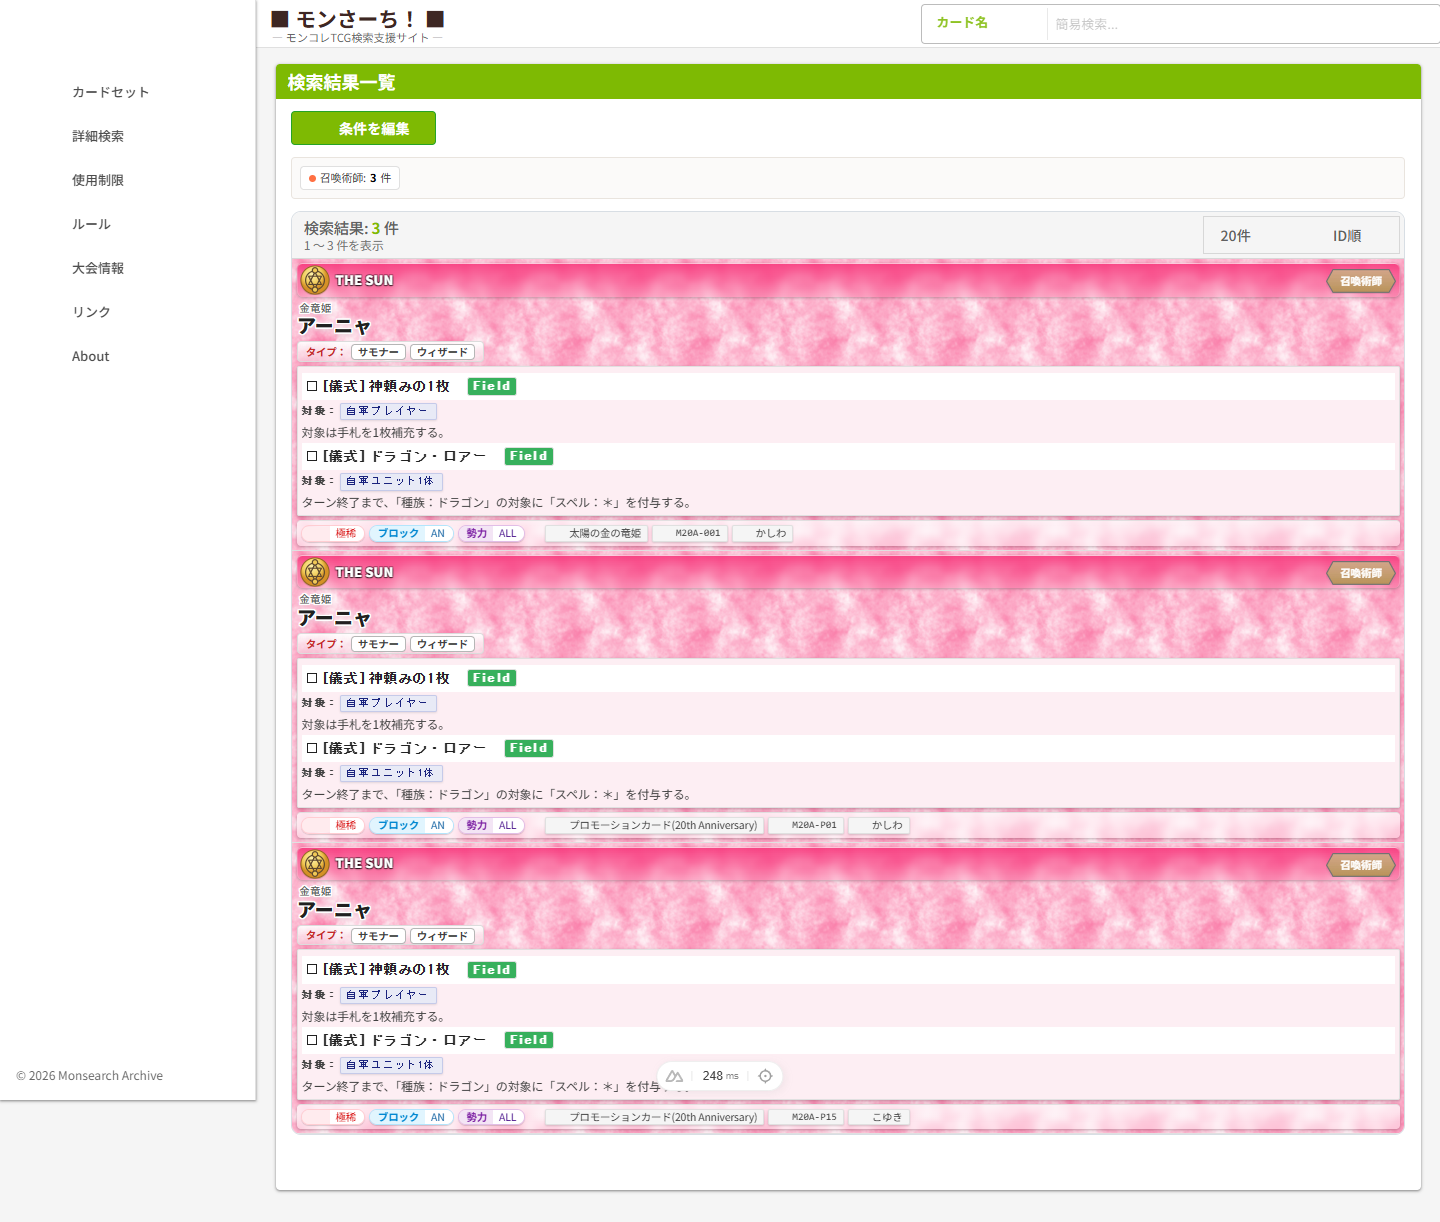 ■ モンさーち！ ■
モンコレTCG検索支援サイト
カード名
簡易検索...
カードセット
詳細検索
使用制限
ルール
大会情報
リンク
About
© 2026 Monsearch Archive
検索結果一覧
条件を編集
召喚術師: 3 件
検索結果: 3 件
1 ～ 3 件を表示
20件
ID順
THE SUN
召喚術師
金竜姫
アーニャ
タイプ： サモナー ウィザード
□ [儀式] 神頼みの1枚 Field
対象： 自軍プレイヤー
対象は手札を1枚補充する。
□ [儀式] ドラゴン・ロアー Field
対象： 自軍ユニット1体
ターン終了まで、「種族：ドラゴン」の対象に「スペル：＊」を付与する。
極稀 ブロック AN 勢力 ALL 太陽の金の竜姫 M20A-001 かしわ
THE SUN
召喚術師
金竜姫
アーニャ
タイプ： サモナー ウィザード
□ [儀式] 神頼みの1枚 Field
対象： 自軍プレイヤー
対象は手札を1枚補充する。
□ [儀式] ドラゴン・ロアー Field
対象： 自軍ユニット1体
ターン終了まで、「種族：ドラゴン」の対象に「スペル：＊」を付与する。
極稀 ブロック AN 勢力 ALL プロモーションカード(20th Anniversary) M20A-P01 かしわ
THE SUN
召喚術師
金竜姫
アーニャ
タイプ： サモナー ウィザード
□ [儀式] 神頼みの1枚 Field
対象： 自軍プレイヤー
対象は手札を1枚補充する。
□ [儀式] ドラゴン・ロアー Field
対象： 自軍ユニット1体
ターン終了まで、「種族：ドラゴン」の対象に「スペル：＊」を付与
248 ms
極稀 ブロック AN 勢力 ALL プロモーションカード(20th Anniversary) M20A-P15 こゆき